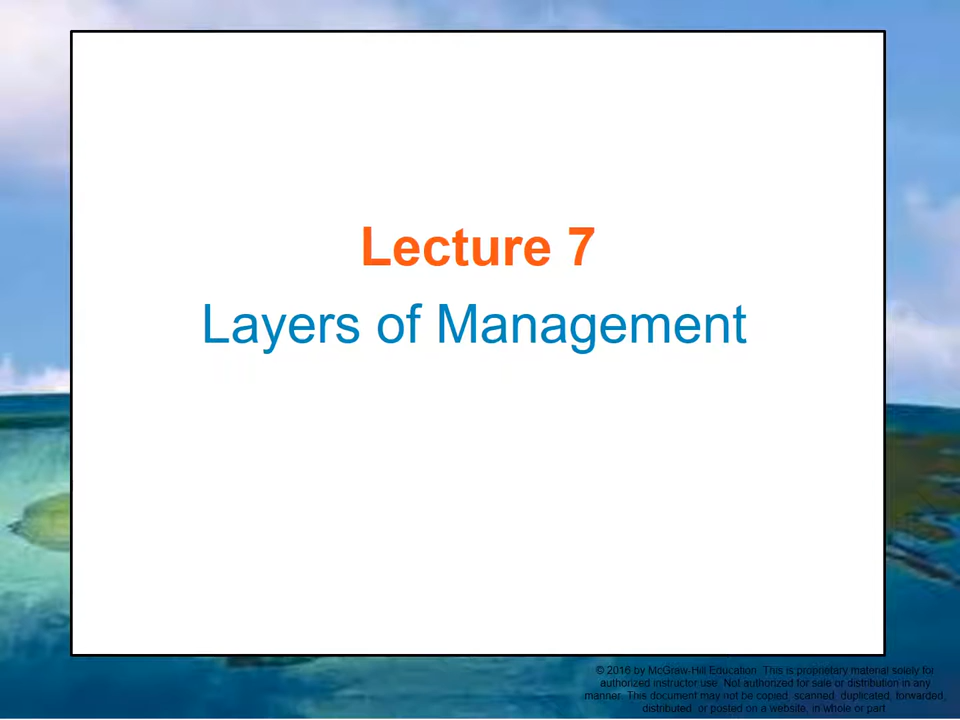 Lecture 7
Layers of Management
© 2016 by McGraw-Hill Education. This is proprietary material solely for
authorized instructor use. Not authorized for sale or distribution in any
manner. This document may not be copied, scanned, duplicated, forwarded,
distributed, or posted on a website, in whole or part.